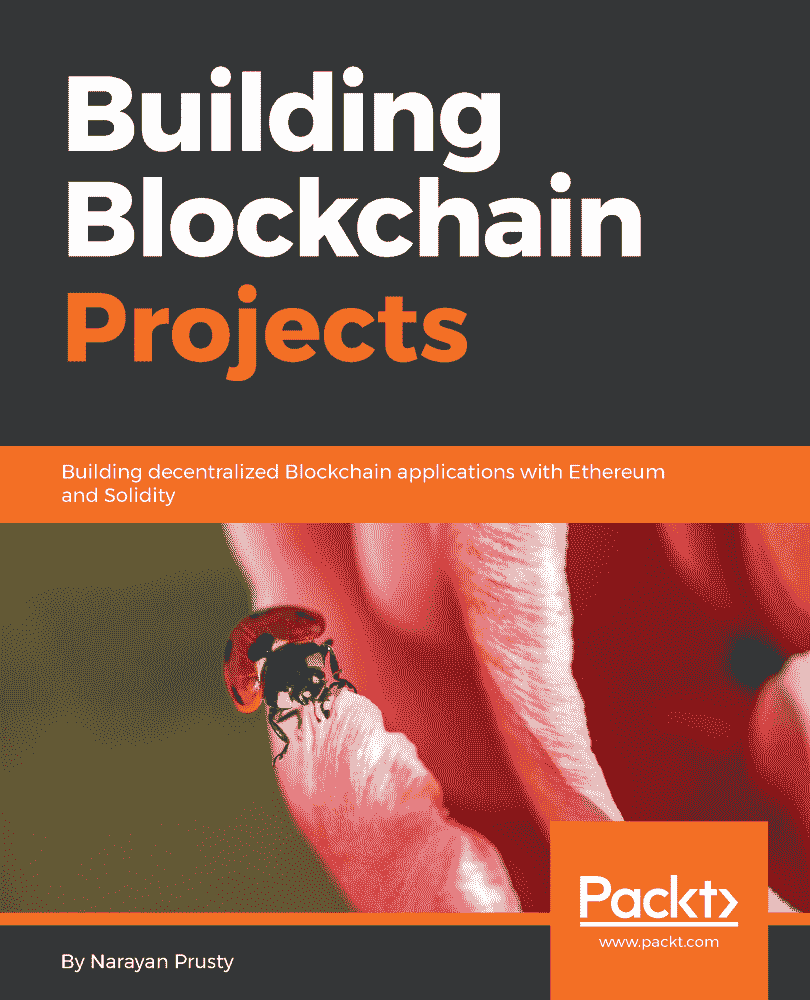 Building
Blockchain
Projects
Building decentralized Blockchain applications with Ethereum
and Solidity
Packt>
www.packt.com
By Narayan Prusty